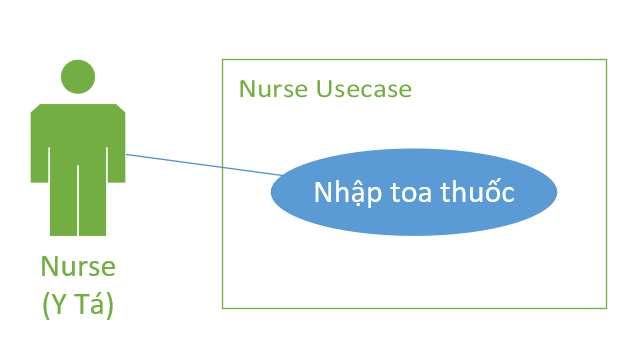 Nurse Usecase
Nhập toa thuốc
Nurse
(Y Tá)